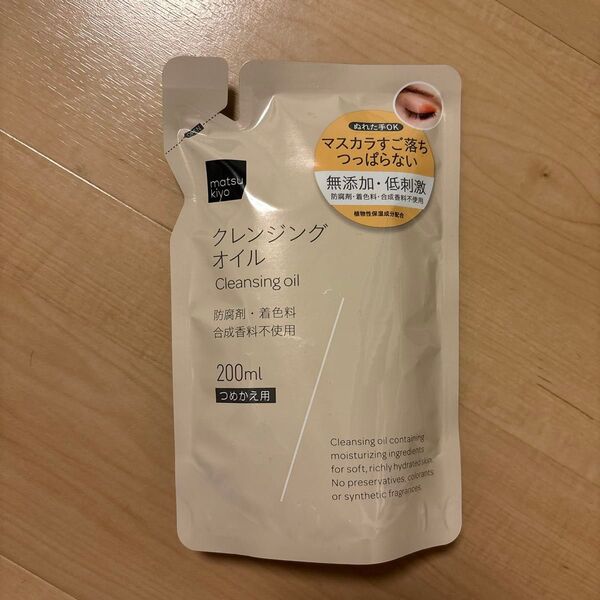 matsu
kiyo
ぬれた手OK
マスカラすご落ち
つっぱらない
無添加・低刺激
防腐剤・着色料・合成香料不使用
植物性保湿成分配合
クレンジング
オイル
Cleansing oil
防腐剤・着色料
合成香料不使用
200ml
つめかえ用
Cleansing oil containing
moisturizing ingredients
for soft, richly hydrated skin.
No preservatives, colorants
or synthetic fragrances.